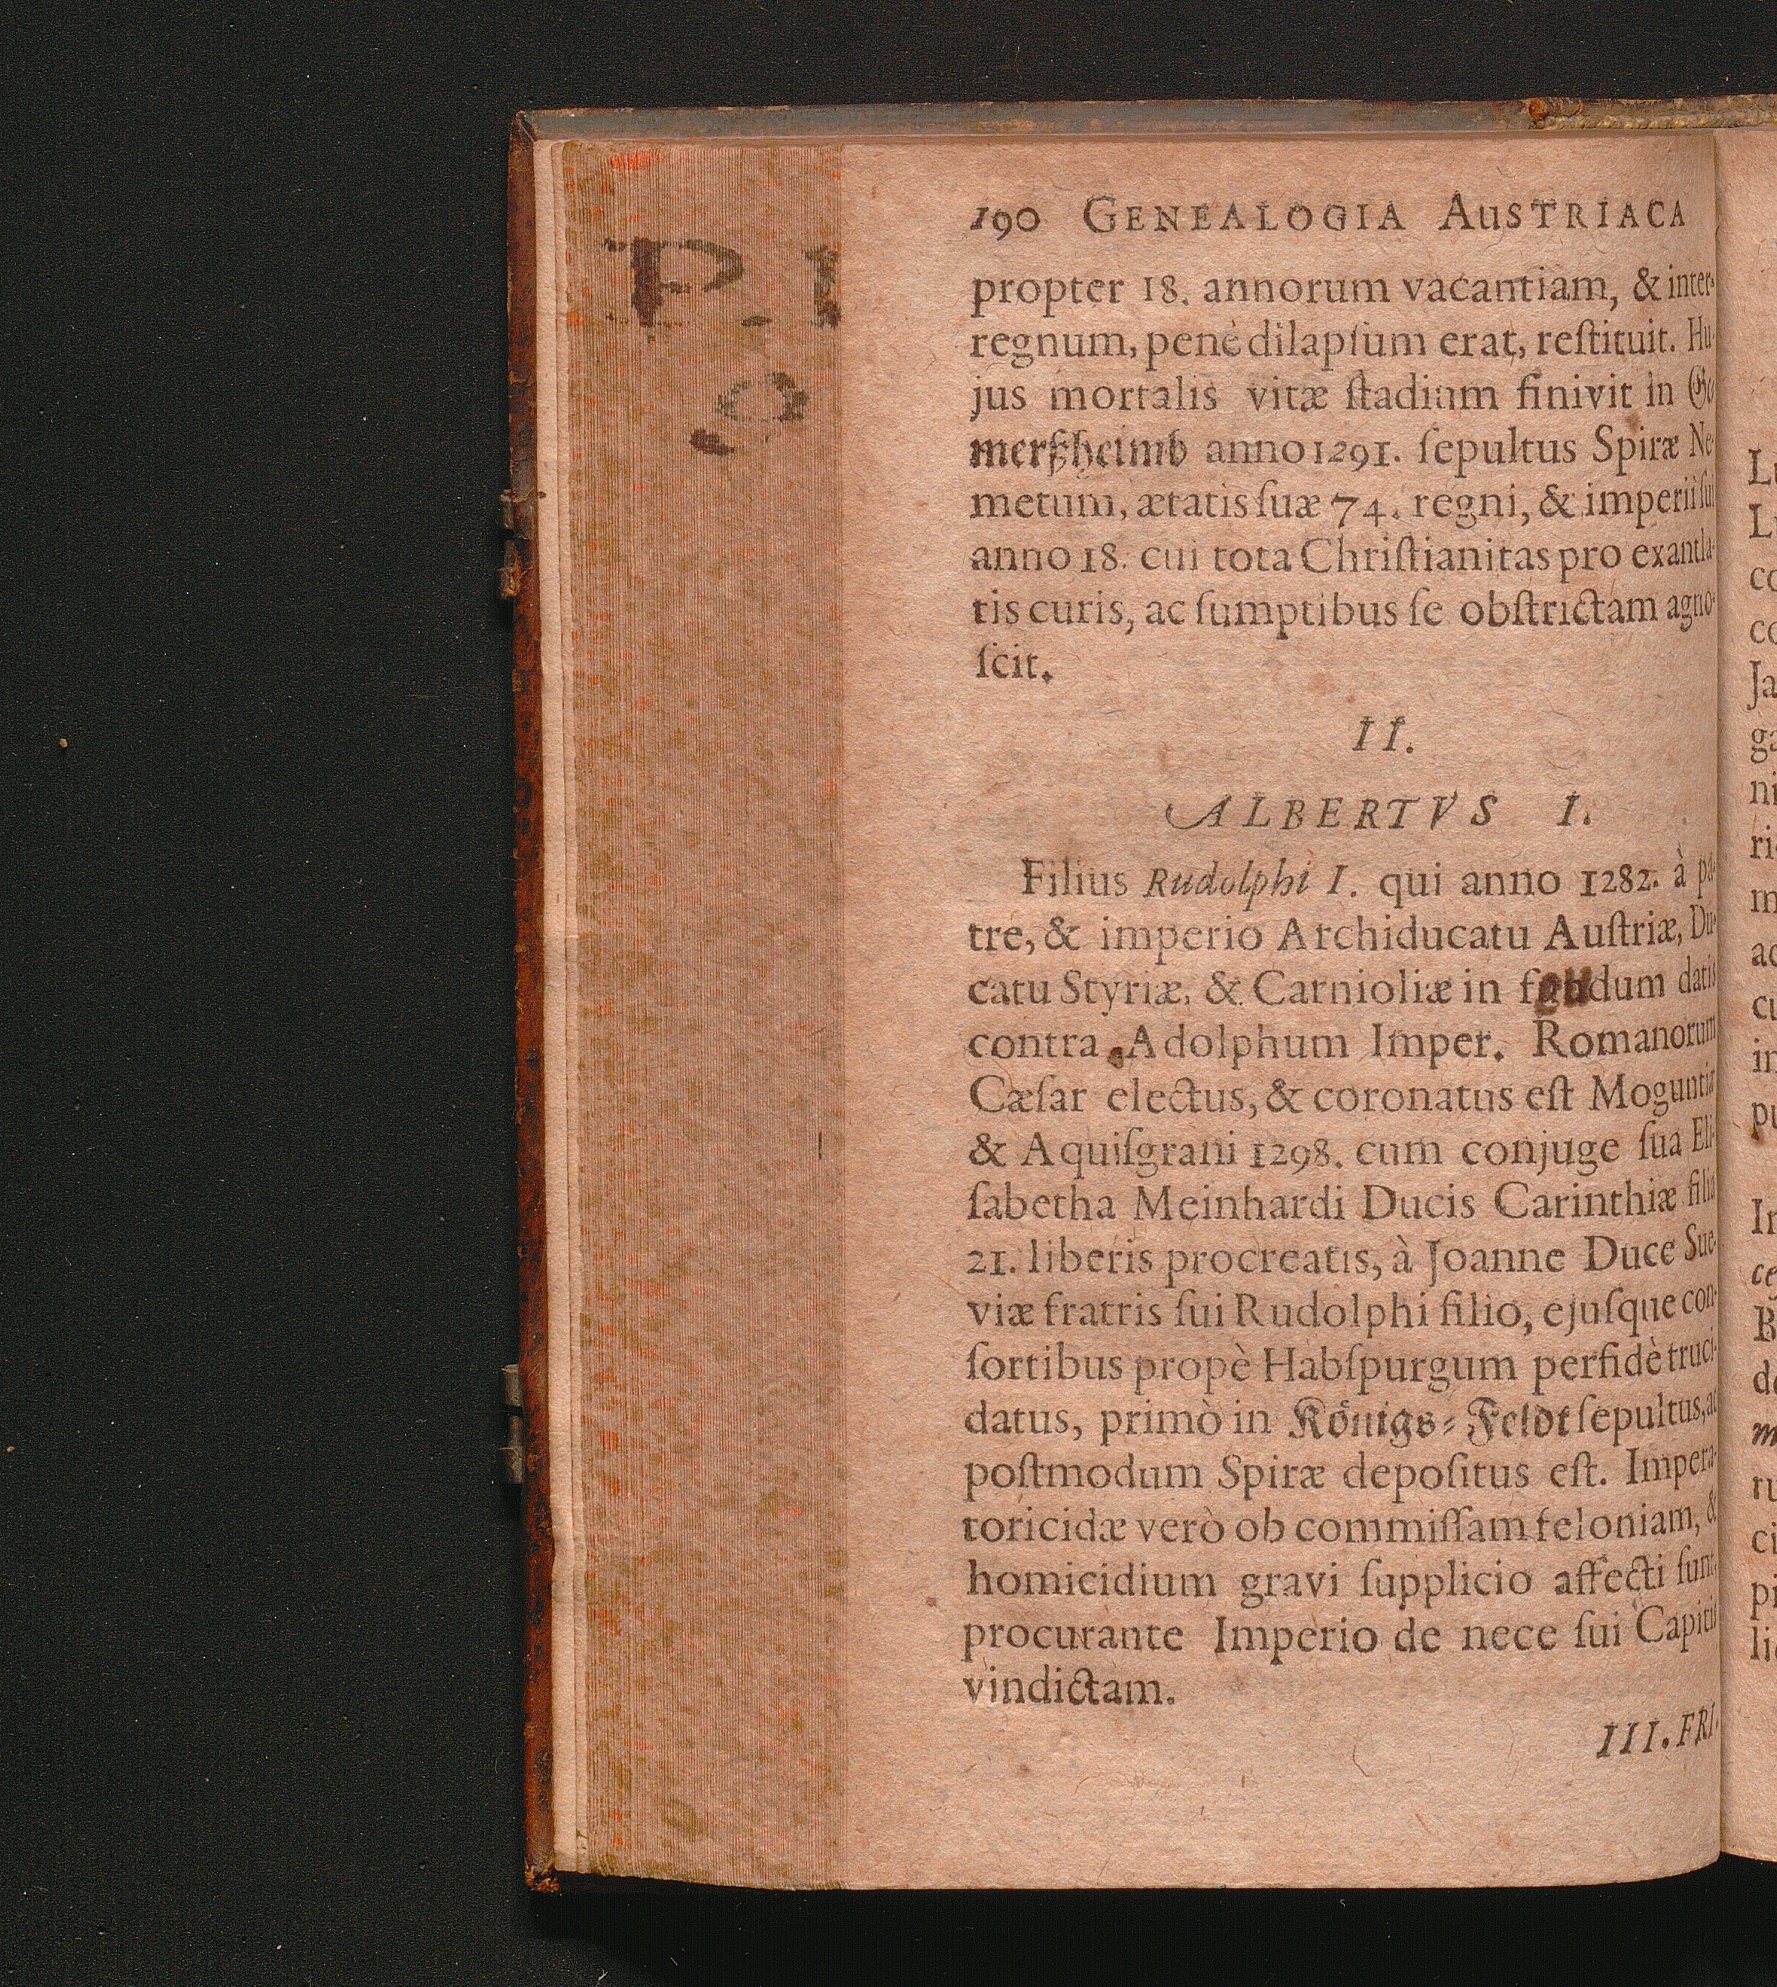 P.
9
190 GENEALOGIA AuSTRIACA
propter 18. annorum vacantiam, & inter-
regnum, penè dilapſum erat, reſtituit. Hu-
jus mortalis vitæ ſtadium finivit in Ge-
merßheimb anno 1291. ſepultus Spiræ Ne-
metum, ætatis ſuæ 74. regni, & imperii ſui
anno 18. cui tota Chriſtianitas pro exantla-
tis curis, ac ſumptibus ſe obſtrictam agno-
ſcit.
II.
ALBERTVS I.
Filius Rudolphi I. qui anno 1282. à pa-
tre, & imperio Archiducatu Auſtriæ, Du-
catu Styriæ, & Carnioliæ in dum datis
contra Adolphum Imper. Romanorum
Cæſar electus, & coronatus eſt Moguntiæ
& Aquiſgrani 1298. cum conjuge ſua Eli-
ſabetha Meinhardi Ducis Carinthiæ filia
21. liberis procreatis, à Joanne Duce Sue-
viæ fratris ſui Rudolphi filio, ejuſque con-
ſortibus propè Habſpurgum perfidè truci-
datus, primò in Königs-Feldt ſepultus, ac
poſtmodum Spiræ depoſitus eſt. Impera-
toricidæ verò ob commiſſam feloniam, &
homicidium gravi ſupplicio affecti ſunt
procurante Imperio de nece ſui Capitis
vindictam.
III. FRI-